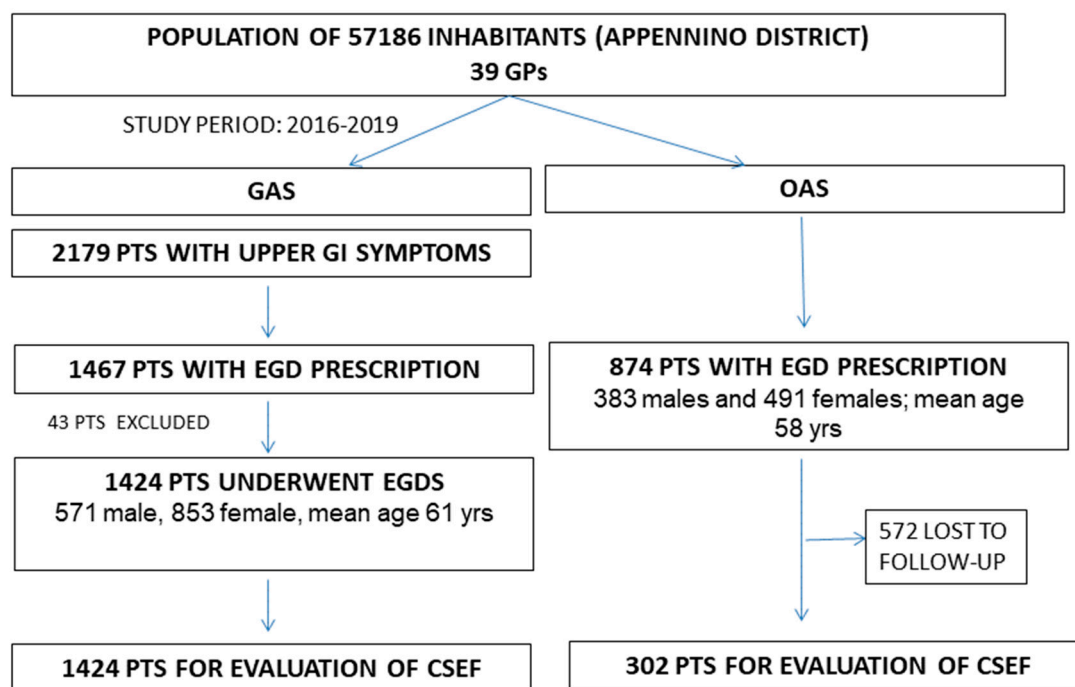 POPULATION OF 57186 INHABITANTS (APPENNINO DISTRICT)
39 GPs
STUDY PERIOD: 2016-2019
GAS
2179 PTS WITH UPPER GI SYMPTOMS
1467 PTS WITH EGD PRESCRIPTION
43 PTS EXCLUDED
1424 PTS UNDERWENT EGDS
571 male, 853 female, mean age 61 yrs
1424 PTS FOR EVALUATION OF CSEF
OAS
874 PTS WITH EGD PRESCRIPTION
383 males and 491 females; mean age
58 yrs
572 LOST TO
FOLLOW-UP
302 PTS FOR EVALUATION OF CSEF